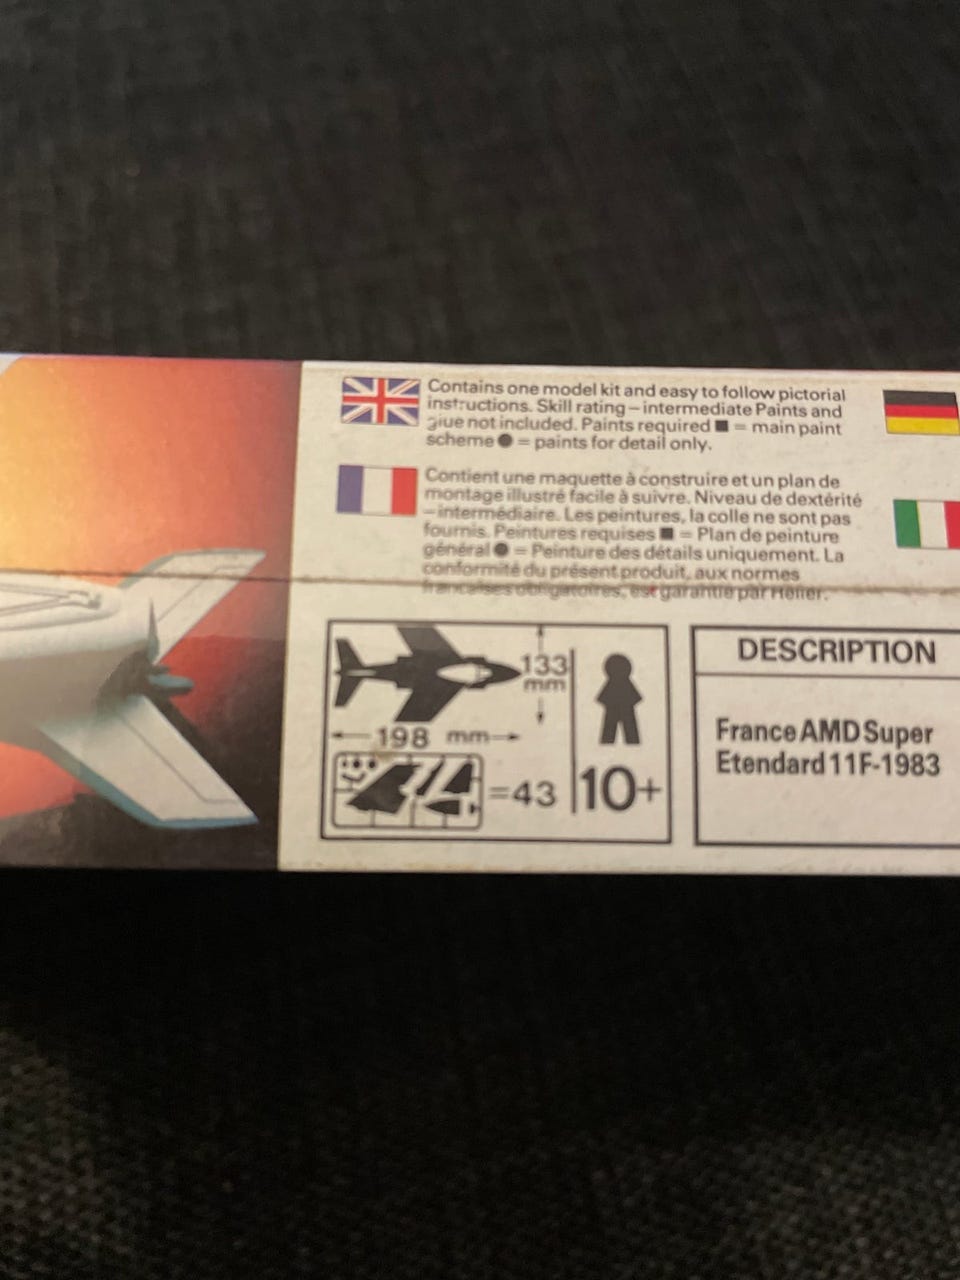 Contains one model kit and easy to follow pictorial
instructions. Skill rating – intermediate Paints and
glue not included. Paints required ■ = main paint
scheme ● = paints for detail only.
Contient une maquette à construire et un plan de
montage illustré facile à suivre. Niveau de dextérité
– intermédiaire. Les peintures, la colle ne sont pas
fournis. Peintures requises ■ = Plan de peinture
général ● = Peinture des détails uniquement. La
conformité du présent produit, aux normes
francaises obligatoires, est garantie par Heller.
133
mm
198 mm
=43
10+
DESCRIPTION
France AMD Super
Etendard 11F-1983